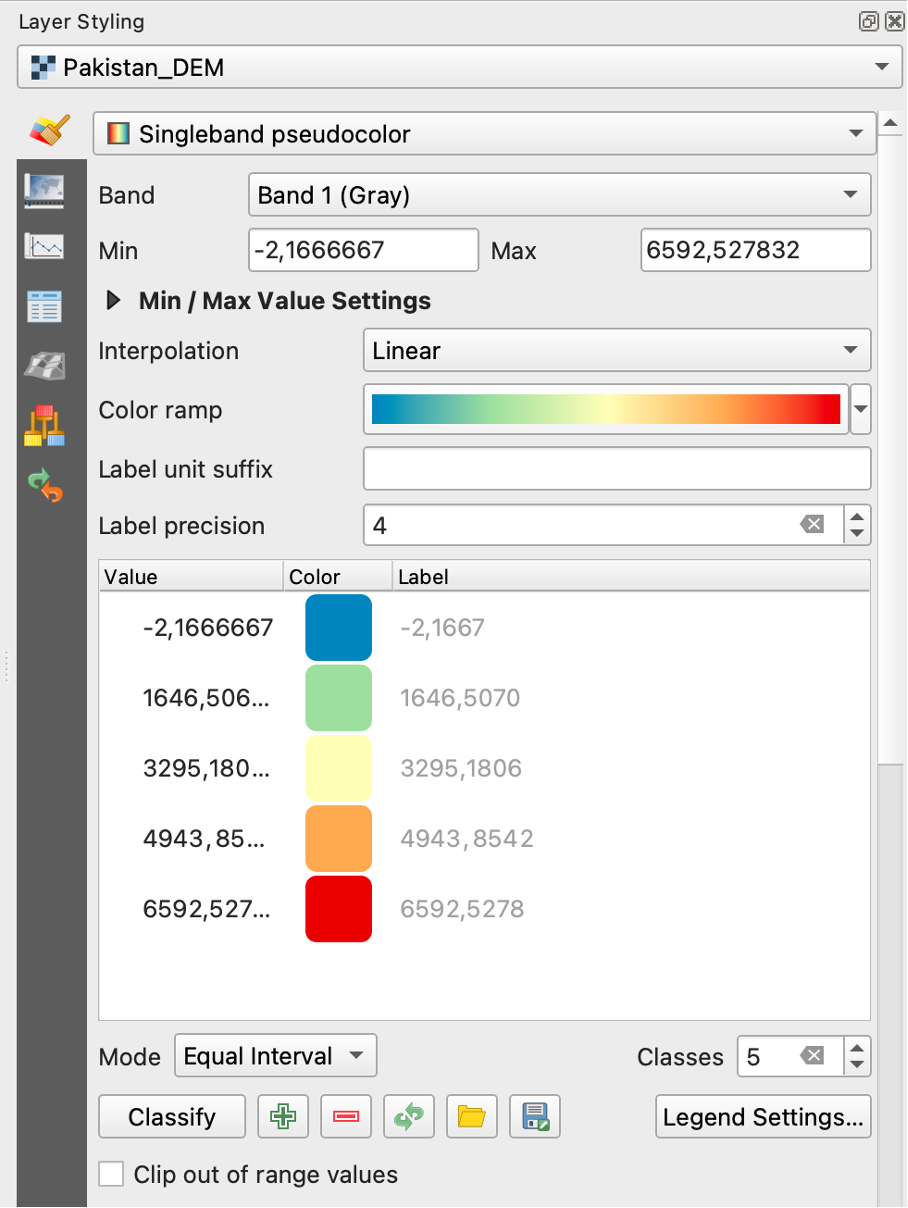 Layer Styling
Pakistan_DEM
Singleband pseudocolor
Band Band 1 (Gray)
Min -2,1666667 Max 6592,527832
Min / Max Value Settings
Interpolation Linear
Color ramp
Label unit suffix
Label precision 4
Value Color Label
-2,1666667 -2,1667
1646,506... 1646,5070
3295,180... 3295,1806
4943,85... 4943,8542
6592,527... 6592,5278
Mode Equal Interval Classes 5
Classify Legend Settings...
Clip out of range values